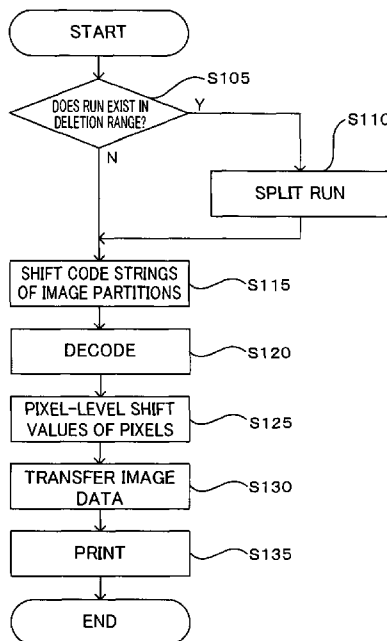 START
S105
DOES RUN EXIST IN
DELETION RANGE?
Y
N
S110
SPLIT RUN
SHIFT CODE STRINGS
OF IMAGE PARTITIONS
S115
DECODE
S120
PIXEL-LEVEL SHIFT
VALUES OF PIXELS
S125
TRANSFER IMAGE
DATA
S130
PRINT
S135
END